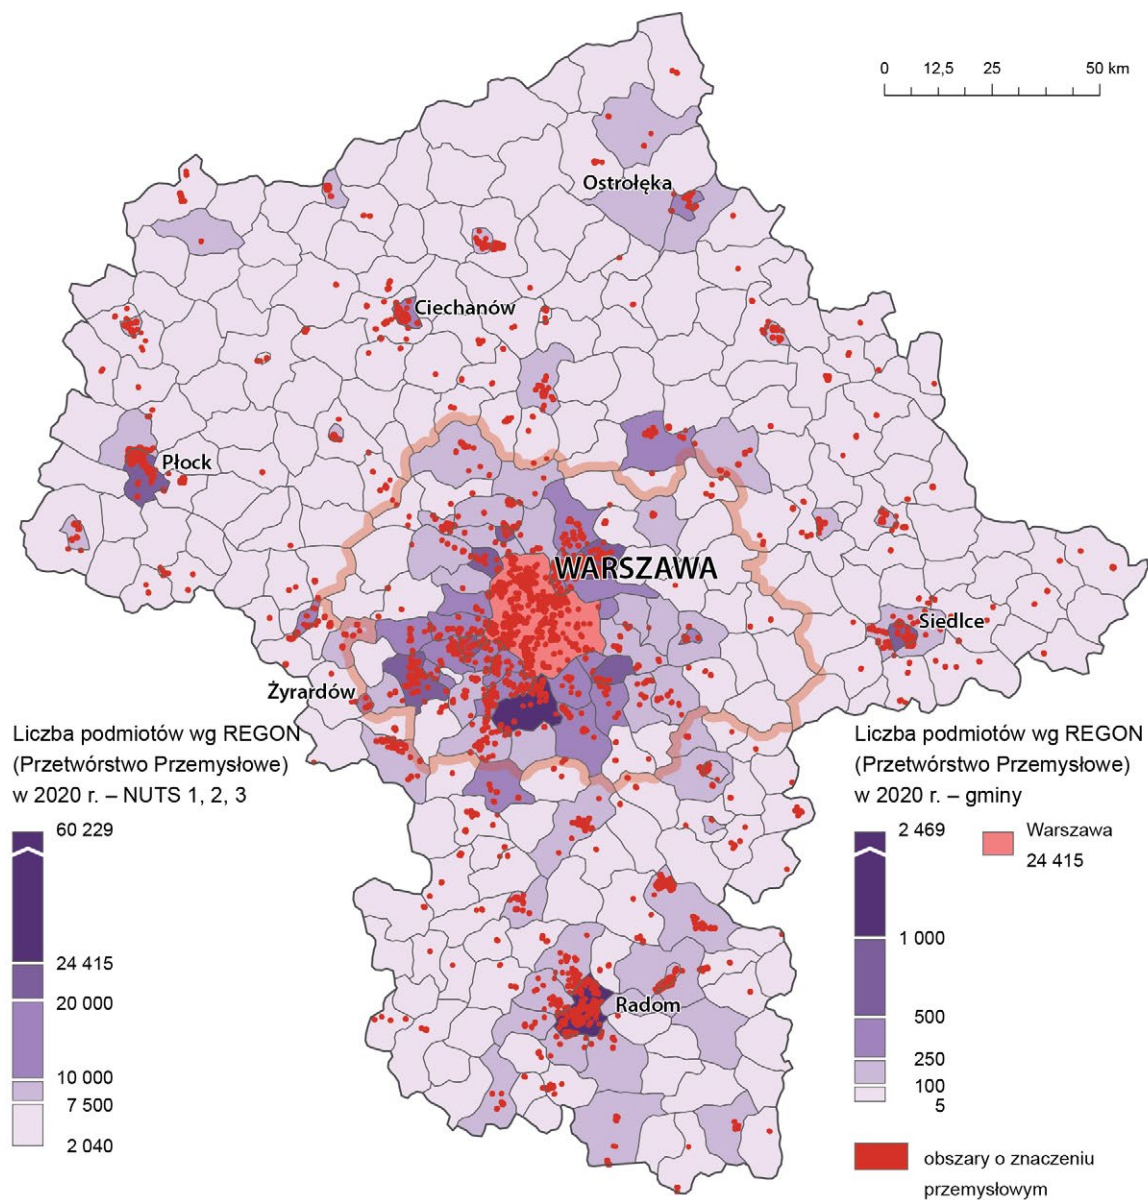 0 12,5 25 50 km
Ostrołęka
Ciechanów
Płock
WARSZAWA
Siedlce
Żyrardów
Radom
Liczba podmiotów wg REGON
(Przetwórstwo Przemysłowe)
w 2020 r. – NUTS 1, 2, 3
60 229
24 415
20 000
10 000
7 500
2 040
Liczba podmiotów wg REGON
(Przetwórstwo Przemysłowe)
w 2020 r. – gminy
2 469
1 000
500
250
100
5
Warszawa
24 415
obszary o znaczeniu
przemysłowym